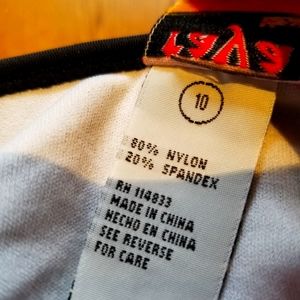 10
80% NYLON
20% SPANDEX
RN 114833
MADE IN CHINA
HECHO EN CHINA
SEE REVERSE
FOR CARE